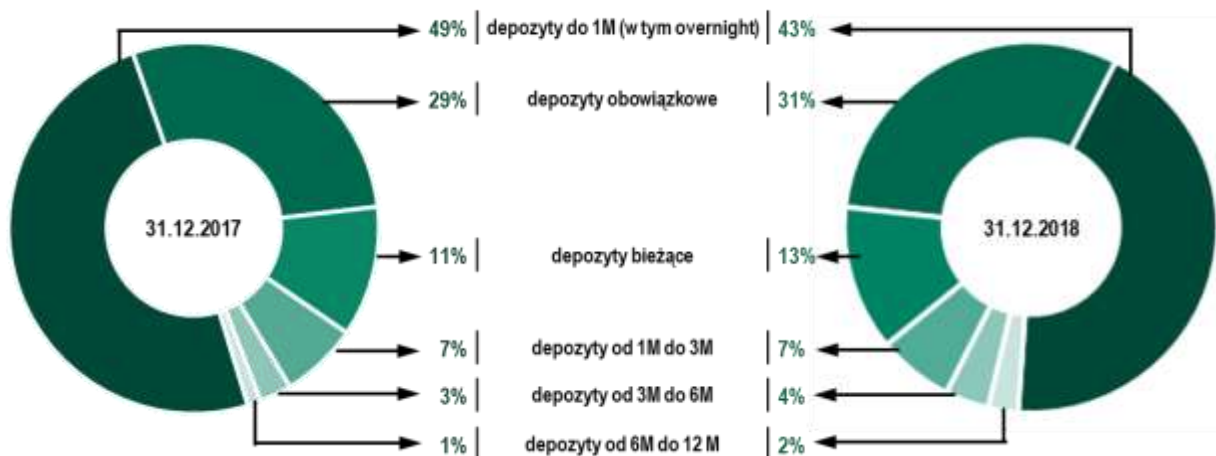 49% depozyty do 1M (w tym overnight) 43%
29% depozyty obowiązkowe 31%
31.12.2017
31.12.2018
11% depozyty bieżące 13%
7% depozyty od 1M do 3M 7%
3% depozyty od 3M do 6M 4%
1% depozyty od 6M do 12 M 2%